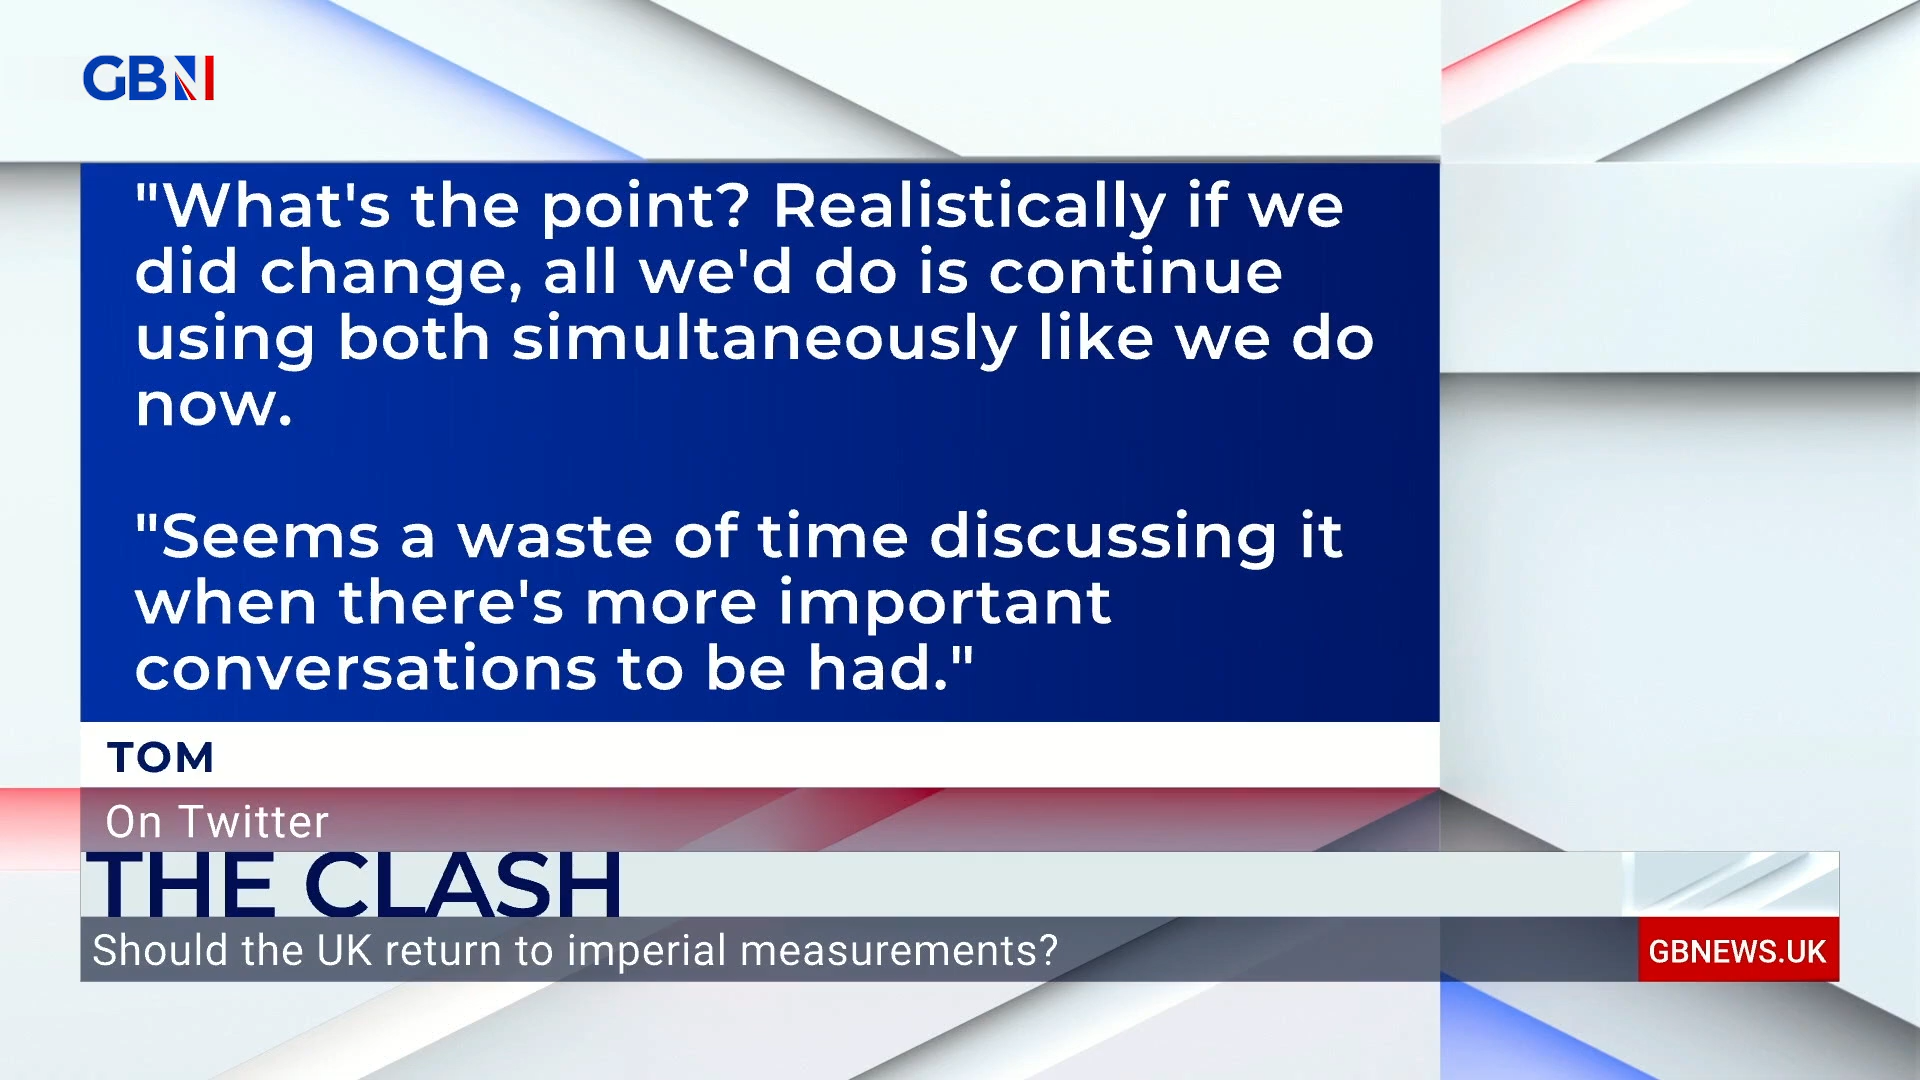 GBN
"What's the point? Realistically if we
did change, all we'd do is continue
using both simultaneously like we do
now.
"Seems a waste of time discussing it
when there's more important
conversations to be had."
TOM
On Twitter
THE CLASH
Should the UK return to imperial measurements?
GBNEWS.UK